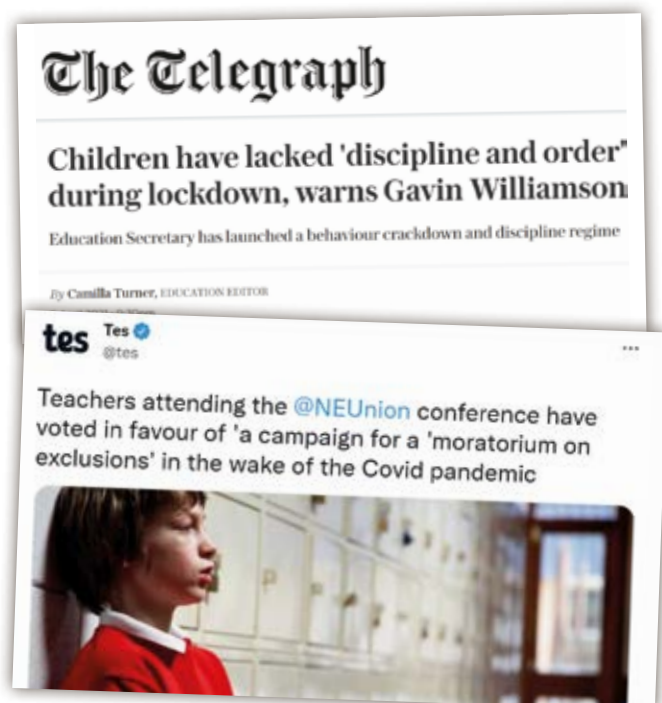 The Telegraph
Children have lacked 'discipline and order'
during lockdown, warns Gavin Williamson
Education Secretary has launched a behaviour crackdown and discipline regime
By Camilla Turner, EDUCATION EDITOR
tes Tes
@tes
...
Teachers attending the @NEUnion conference have
voted in favour of 'a campaign for a 'moratorium on
exclusions' in the wake of the Covid pandemic